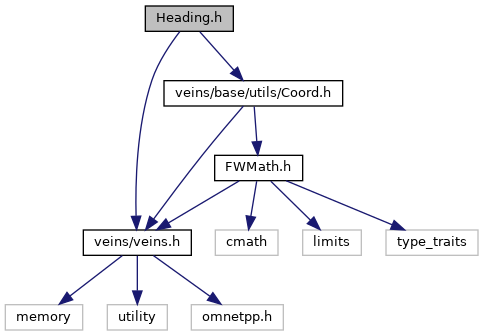 Heading.h
veins/base/utils/Coord.h
FWMath.h
veins/veins.h
cmath
limits
type_traits
memory
utility
omnetpp.h